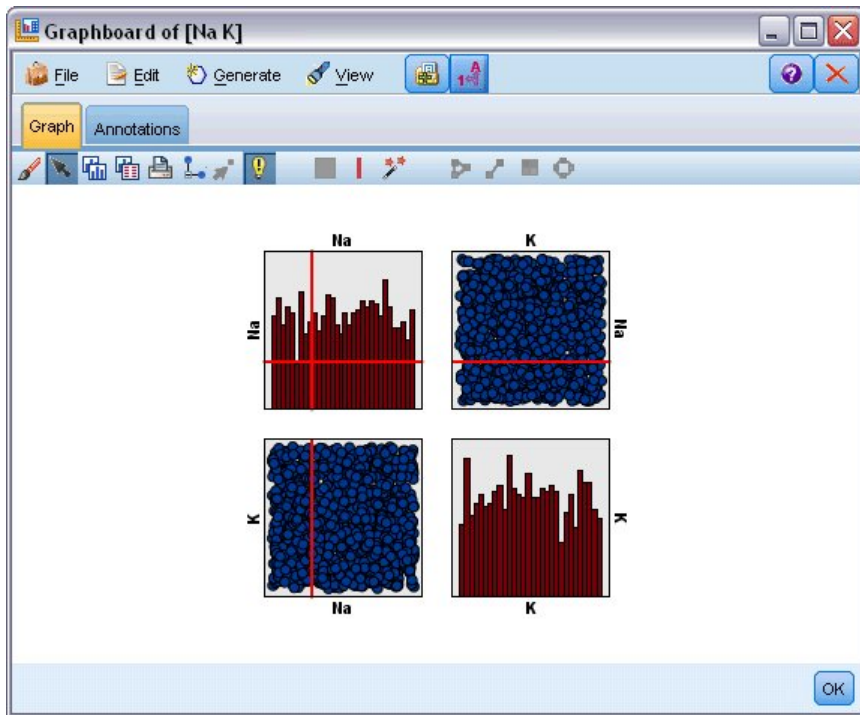 Graphboard of [Na K]
File Edit Generate View
Graph Annotations
Na K
Na Na
K K
Na K
OK